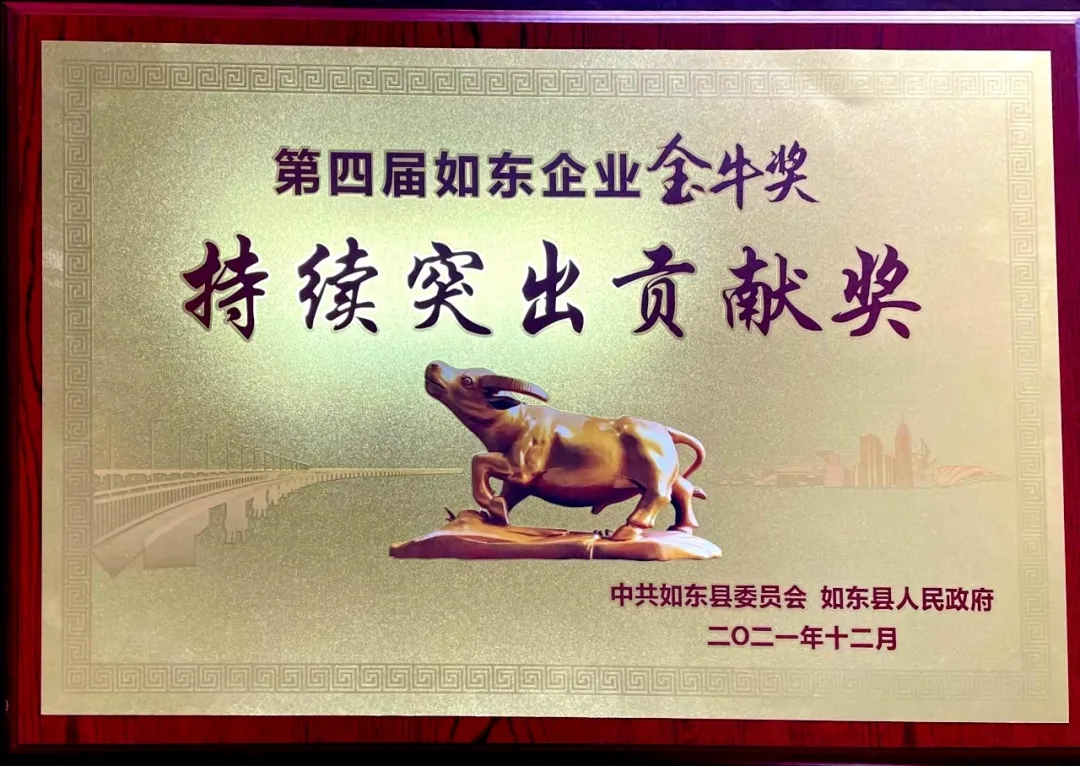 第四届如东企业金牛奖
持续突出贡献奖
中共如东县委员会 如东县人民政府
二〇二一年十二月